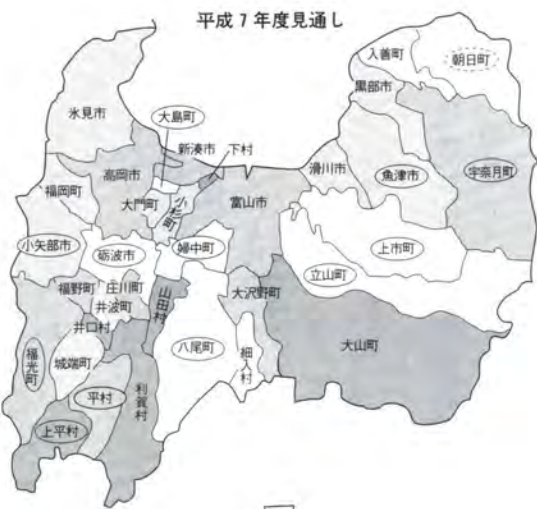 平成7年度見通し
入善町
朝日町
黒部市
氷見市
大島町
新湊市
下村
高岡市
滑川市
魚津市
宇奈月町
福岡町
大門町
小杉町
富山市
小矢部市
砺波市
婦中町
上市町
立山町
福野町
庄川町
山田村
大沢野町
井波町
井口村
大山町
福光町
城端町
八尾町
細入村
平村
利賀村
上平村